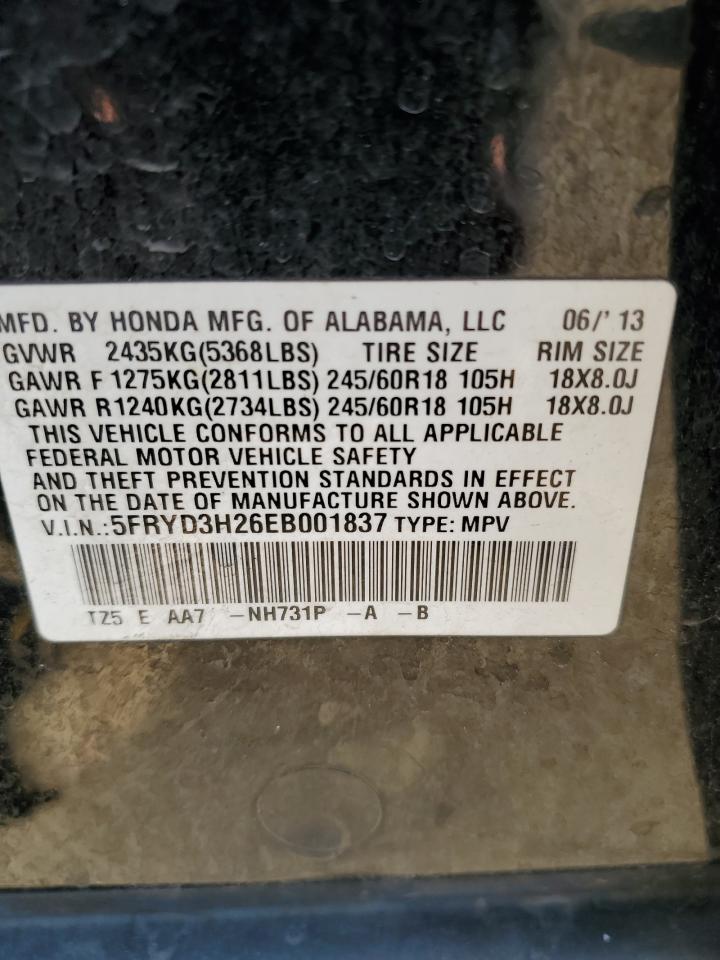 MFD. BY HONDA MFG. OF ALABAMA, LLC 06/' 13
GVWR 2435KG(5368LBS) TIRE SIZE RIM SIZE
GAWR F 1275KG(2811LBS) 245/60R18 105H 18X8.0J
GAWR R1240KG(2734LBS) 245/60R18 105H 18X8.0J
THIS VEHICLE CONFORMS TO ALL APPLICABLE
FEDERAL MOTOR VEHICLE SAFETY
AND THEFT PREVENTION STANDARDS IN EFFECT
ON THE DATE OF MANUFACTURE SHOWN ABOVE.
V.I.N.:5FRYD3H26EB001837 TYPE: MPV
TZ5 E AA7 -NH731P -A -B